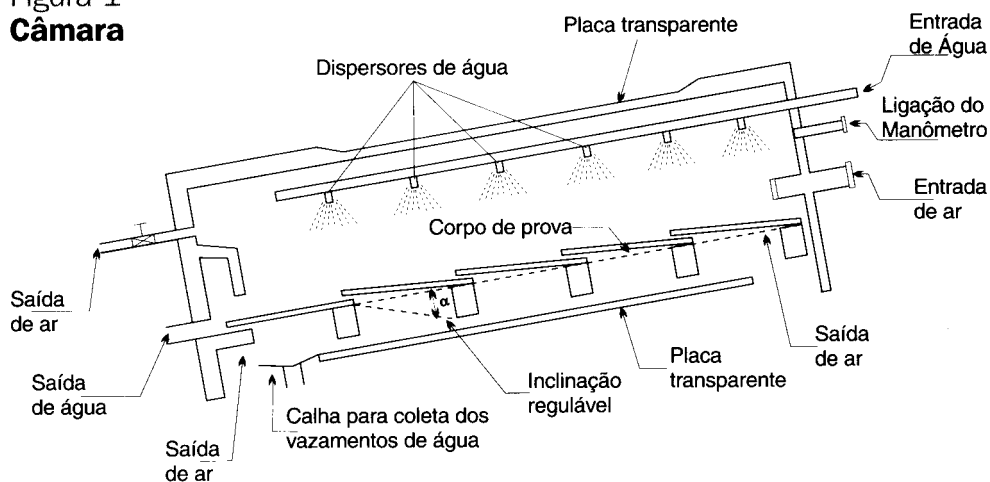 Figura 1
Câmara
Placa transparente
Entrada
de Água
Dispersores de água
Ligação do
Manômetro
Entrada
de ar
Corpo de prova
α
Saída
de ar
Saída
de ar
Placa
transparente
Inclinação
regulável
Saída
de água
Calha para coleta dos
vazamentos de água
Saída
de ar